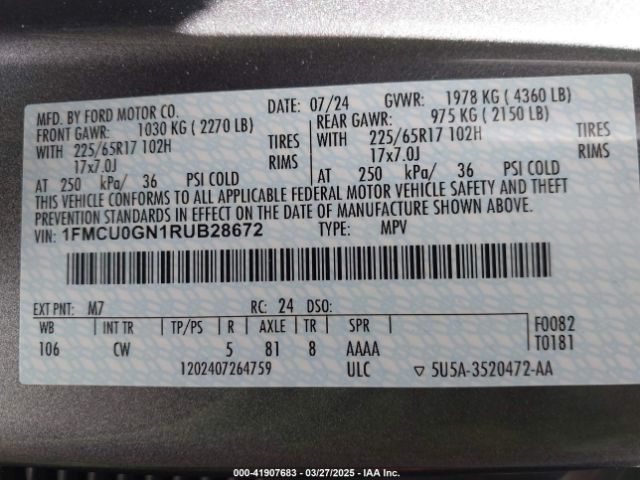 MFD. BY FORD MOTOR CO. DATE: 07/24 GVWR: 1978 KG ( 4360 LB)
FRONT GAWR: 1030 KG ( 2270 LB) REAR GAWR: 975 KG ( 2150 LB)
WITH 225/65R17 102H TIRES WITH 225/65R17 102H TIRES
17x7.0J RIMS 17x7.0J RIMS
AT 250 kPa/ 36 PSI COLD AT 250 kPa/ 36 PSI COLD
THIS VEHICLE CONFORMS TO ALL APPLICABLE FEDERAL MOTOR VEHICLE SAFETY AND THEFT
PREVENTION STANDARDS IN EFFECT ON THE DATE OF MANUFACTURE SHOWN ABOVE.
VIN: 1FMCU0GN1RUB28672 TYPE: MPV
EXT PNT: M7 RC: 24 DSO:
WB INT TR TP/PS R AXLE TR SPR F0082
106 CW 5 81 8 AAAA T0181
1202407264759 ULC ▽ 5U5A-3520472-AA
000-41907683 | 03/27/2025 - IAA Inc.